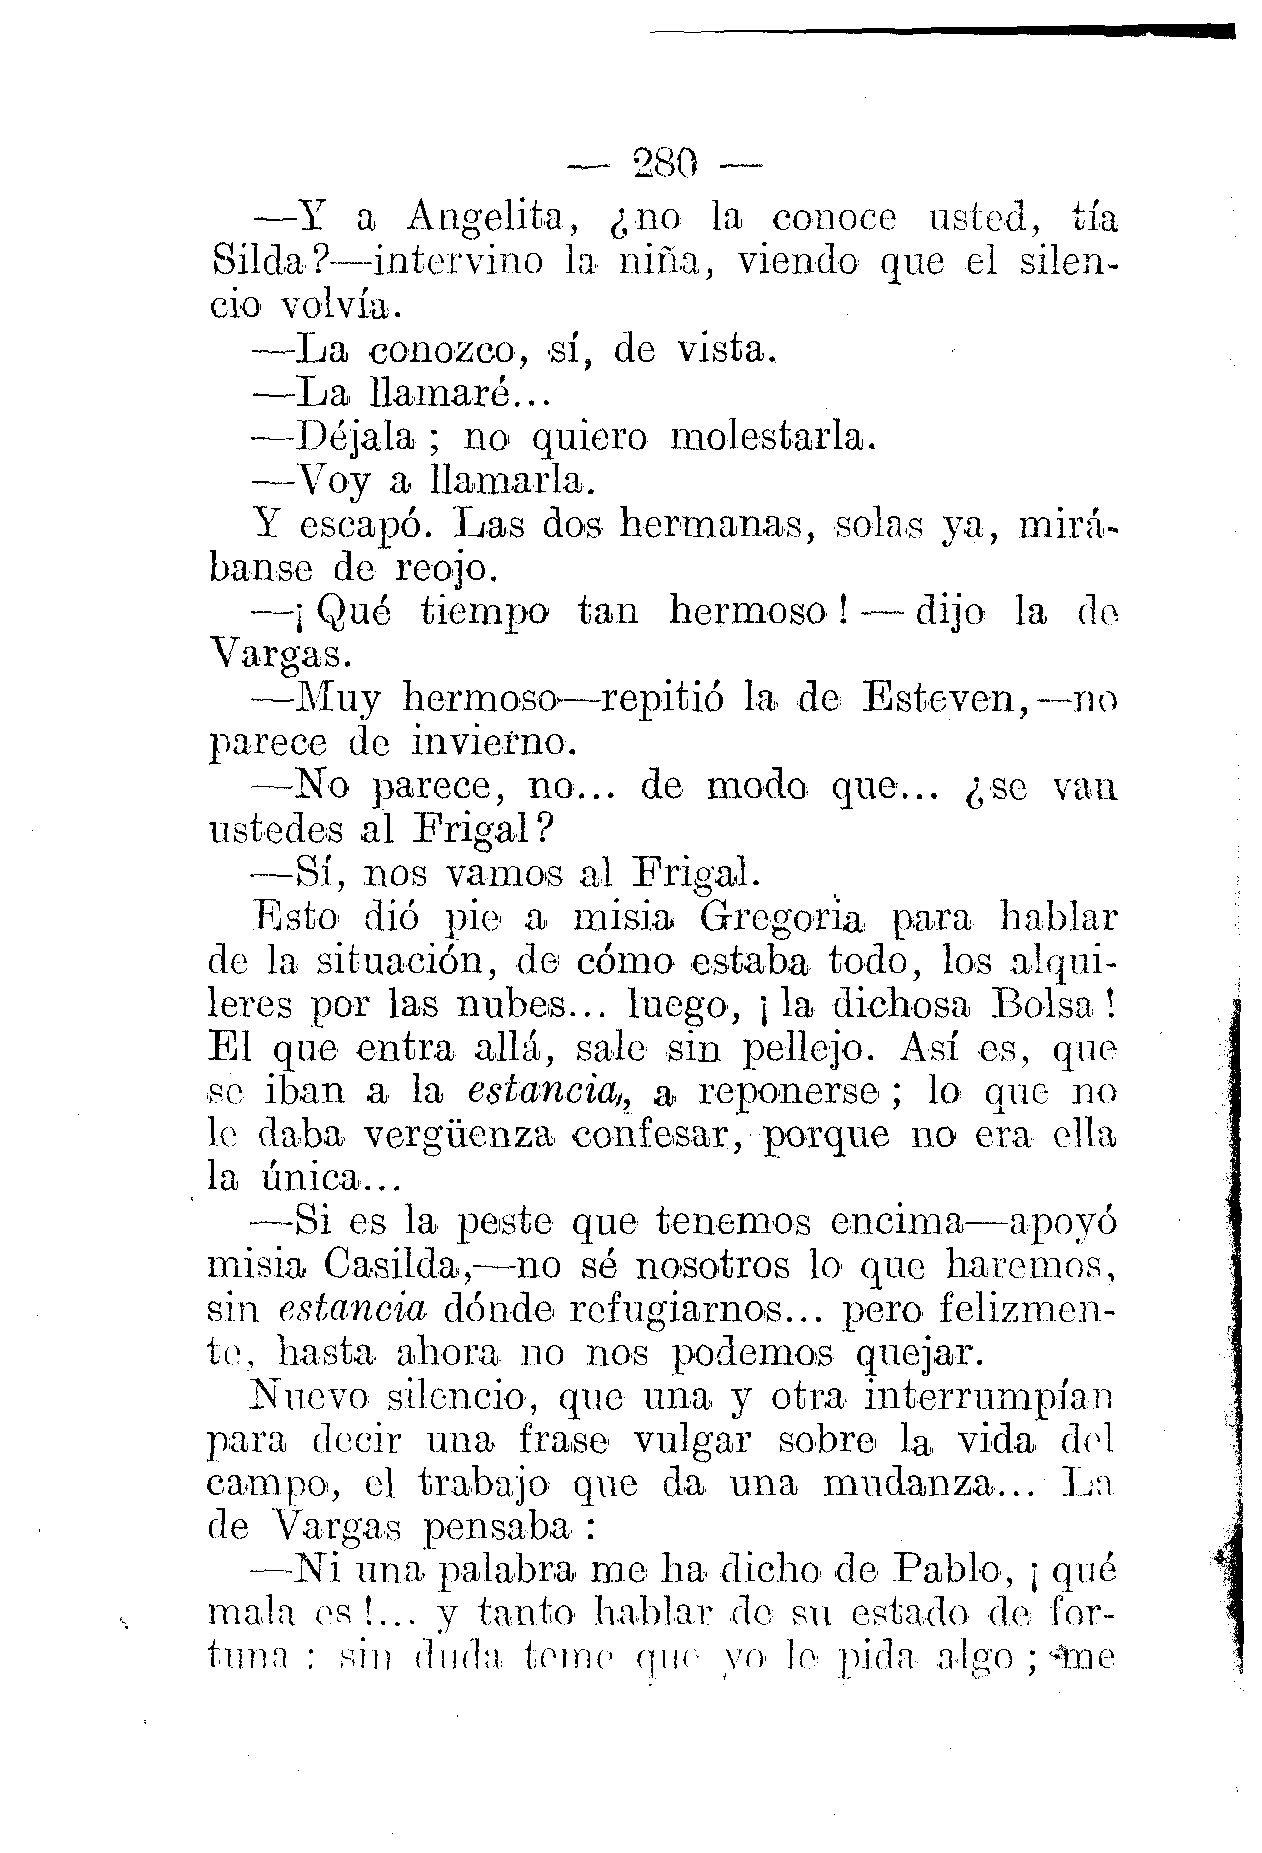 — 280 —
—Y a Angelita, ¿no la conoce usted, tía
Silda?—intervino la niña, viendo que el silen-
cio volvía.
—La conozco, sí, de vista.
—La llamaré...
—Déjala; no quiero molestarla.
—Voy a llamarla.
Y escapó. Las dos hermanas, solas ya, mirá-
banse de reojo.
—¡Qué tiempo tan hermoso! — dijo la de
Vargas.
—Muy hermoso—repitió la de Esteven,—no
parece de invierno.
—No parece, no... de modo que... ¿se van
ustedes al Frigal?
—Sí, nos vamos al Frigal.
Esto dió pie a misia Gregoria para hablar
de la situación, de cómo estaba todo, los alqui-
leres por las nubes... luego, ¡la dichosa Bolsa!
El que entra allá, sale sin pellejo. Así es, que
se iban a la estancia, a reponerse; lo que no
le daba vergüenza confesar, porque no era ella
la única...
—Si es la peste que tenemos encima—apoyó
misia Casilda,—no sé nosotros lo que haremos,
sin estancia dónde refugiarnos... pero felizmen-
te, hasta ahora no nos podemos quejar.
Nuevo silencio, que una y otra interrumpían
para decir una frase vulgar sobre la vida del
campo, el trabajo que da una mudanza... La
de Vargas pensaba:
—Ni una palabra me ha dicho de Pablo, ¡qué
mala es!... y tanto hablar de su estado de for-
tuna: sin duda teme que yo le pida algo; me